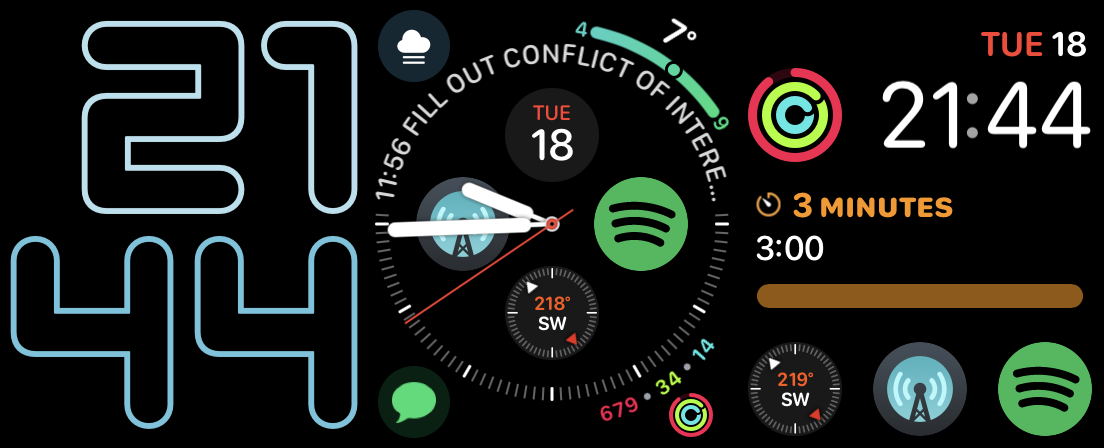 21
44
11:56 FILL OUT CONFLICT OF INTERE...
4
7°
9
TUE
18
218°
SW
679 • 34 • 14
TUE 18
21:44
3 MINUTES
3:00
219°
SW